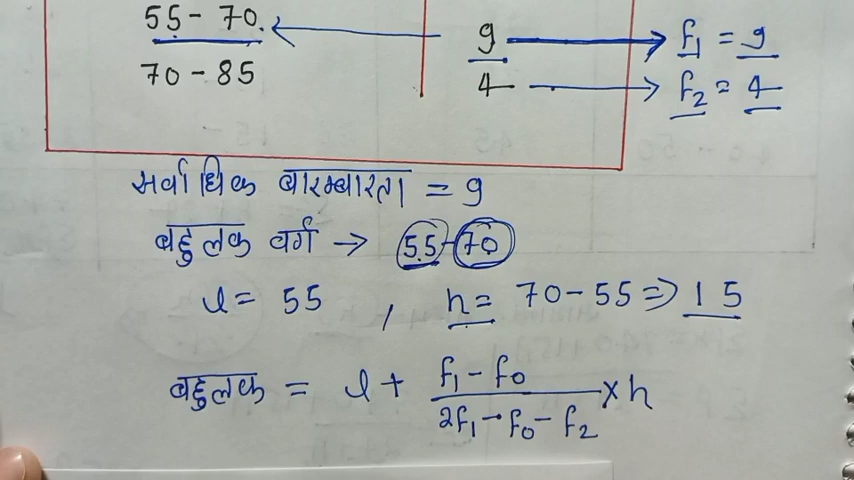 55 - 70. 9 f₁ = 9
70 - 85 4 f₂ = 4
सर्वाधिक बारम्बारता = 9
बहुलक वर्ग → 55-70
l = 55 , h = 70-55 ⇒ 15
बहुलक = l + (f₁ - f₀)/(2f₁ - f₀ - f₂) × h